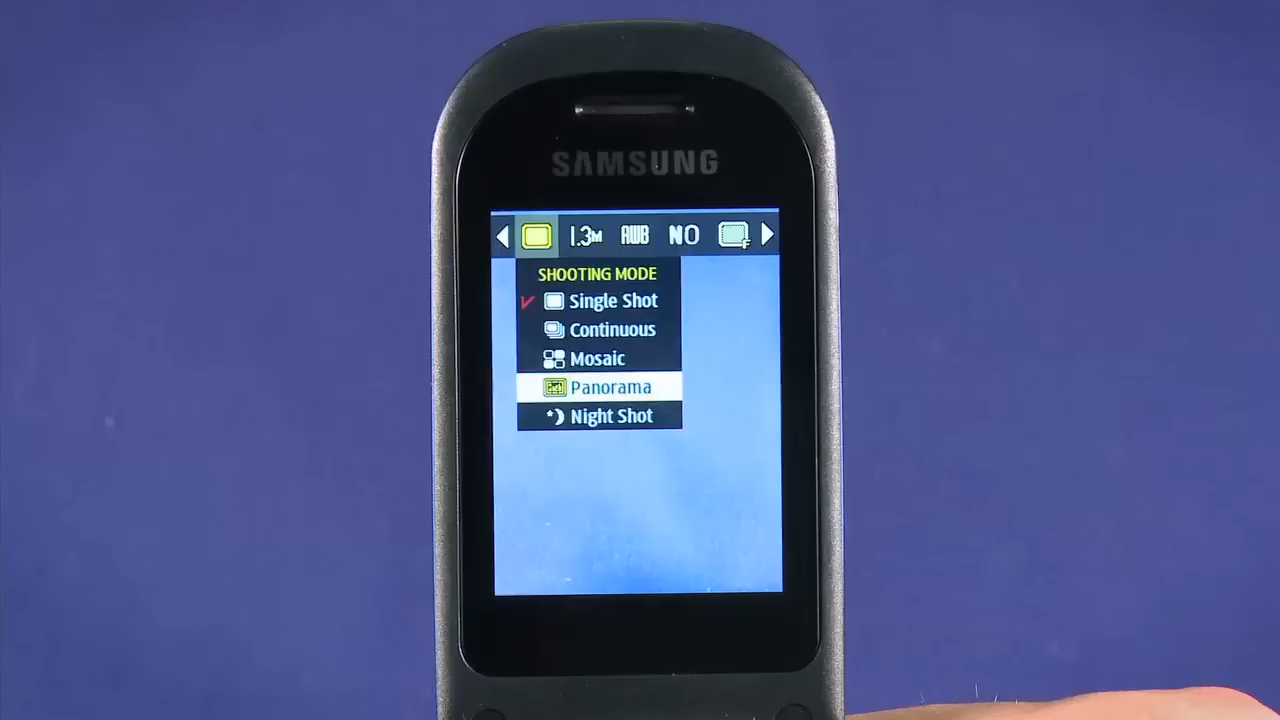 SAMSUNG
1.3M AWB NO
SHOOTING MODE
Single Shot
Continuous
Mosaic
Panorama
Night Shot